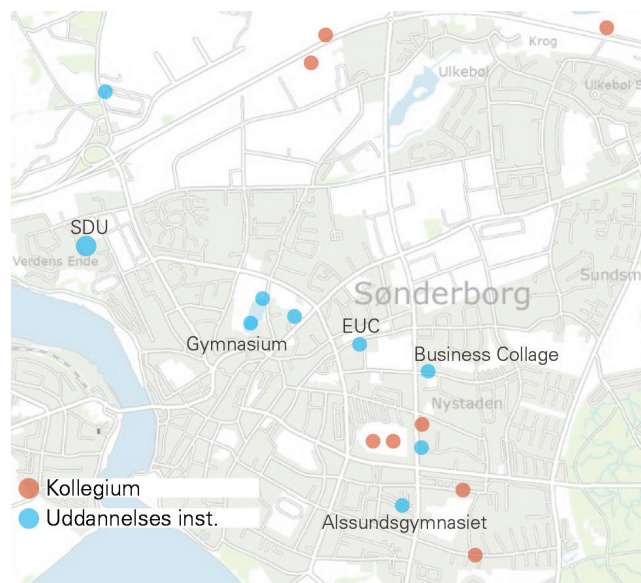 Krog
Ulkebøl
Ulkebøl S
SDU
Verdens Ende
Sundsm
Sønderborg
EUC
Gymnasium
Business Collage
Nystaden
Kollegium
Uddannelses inst.
Alssundsgymnasiet